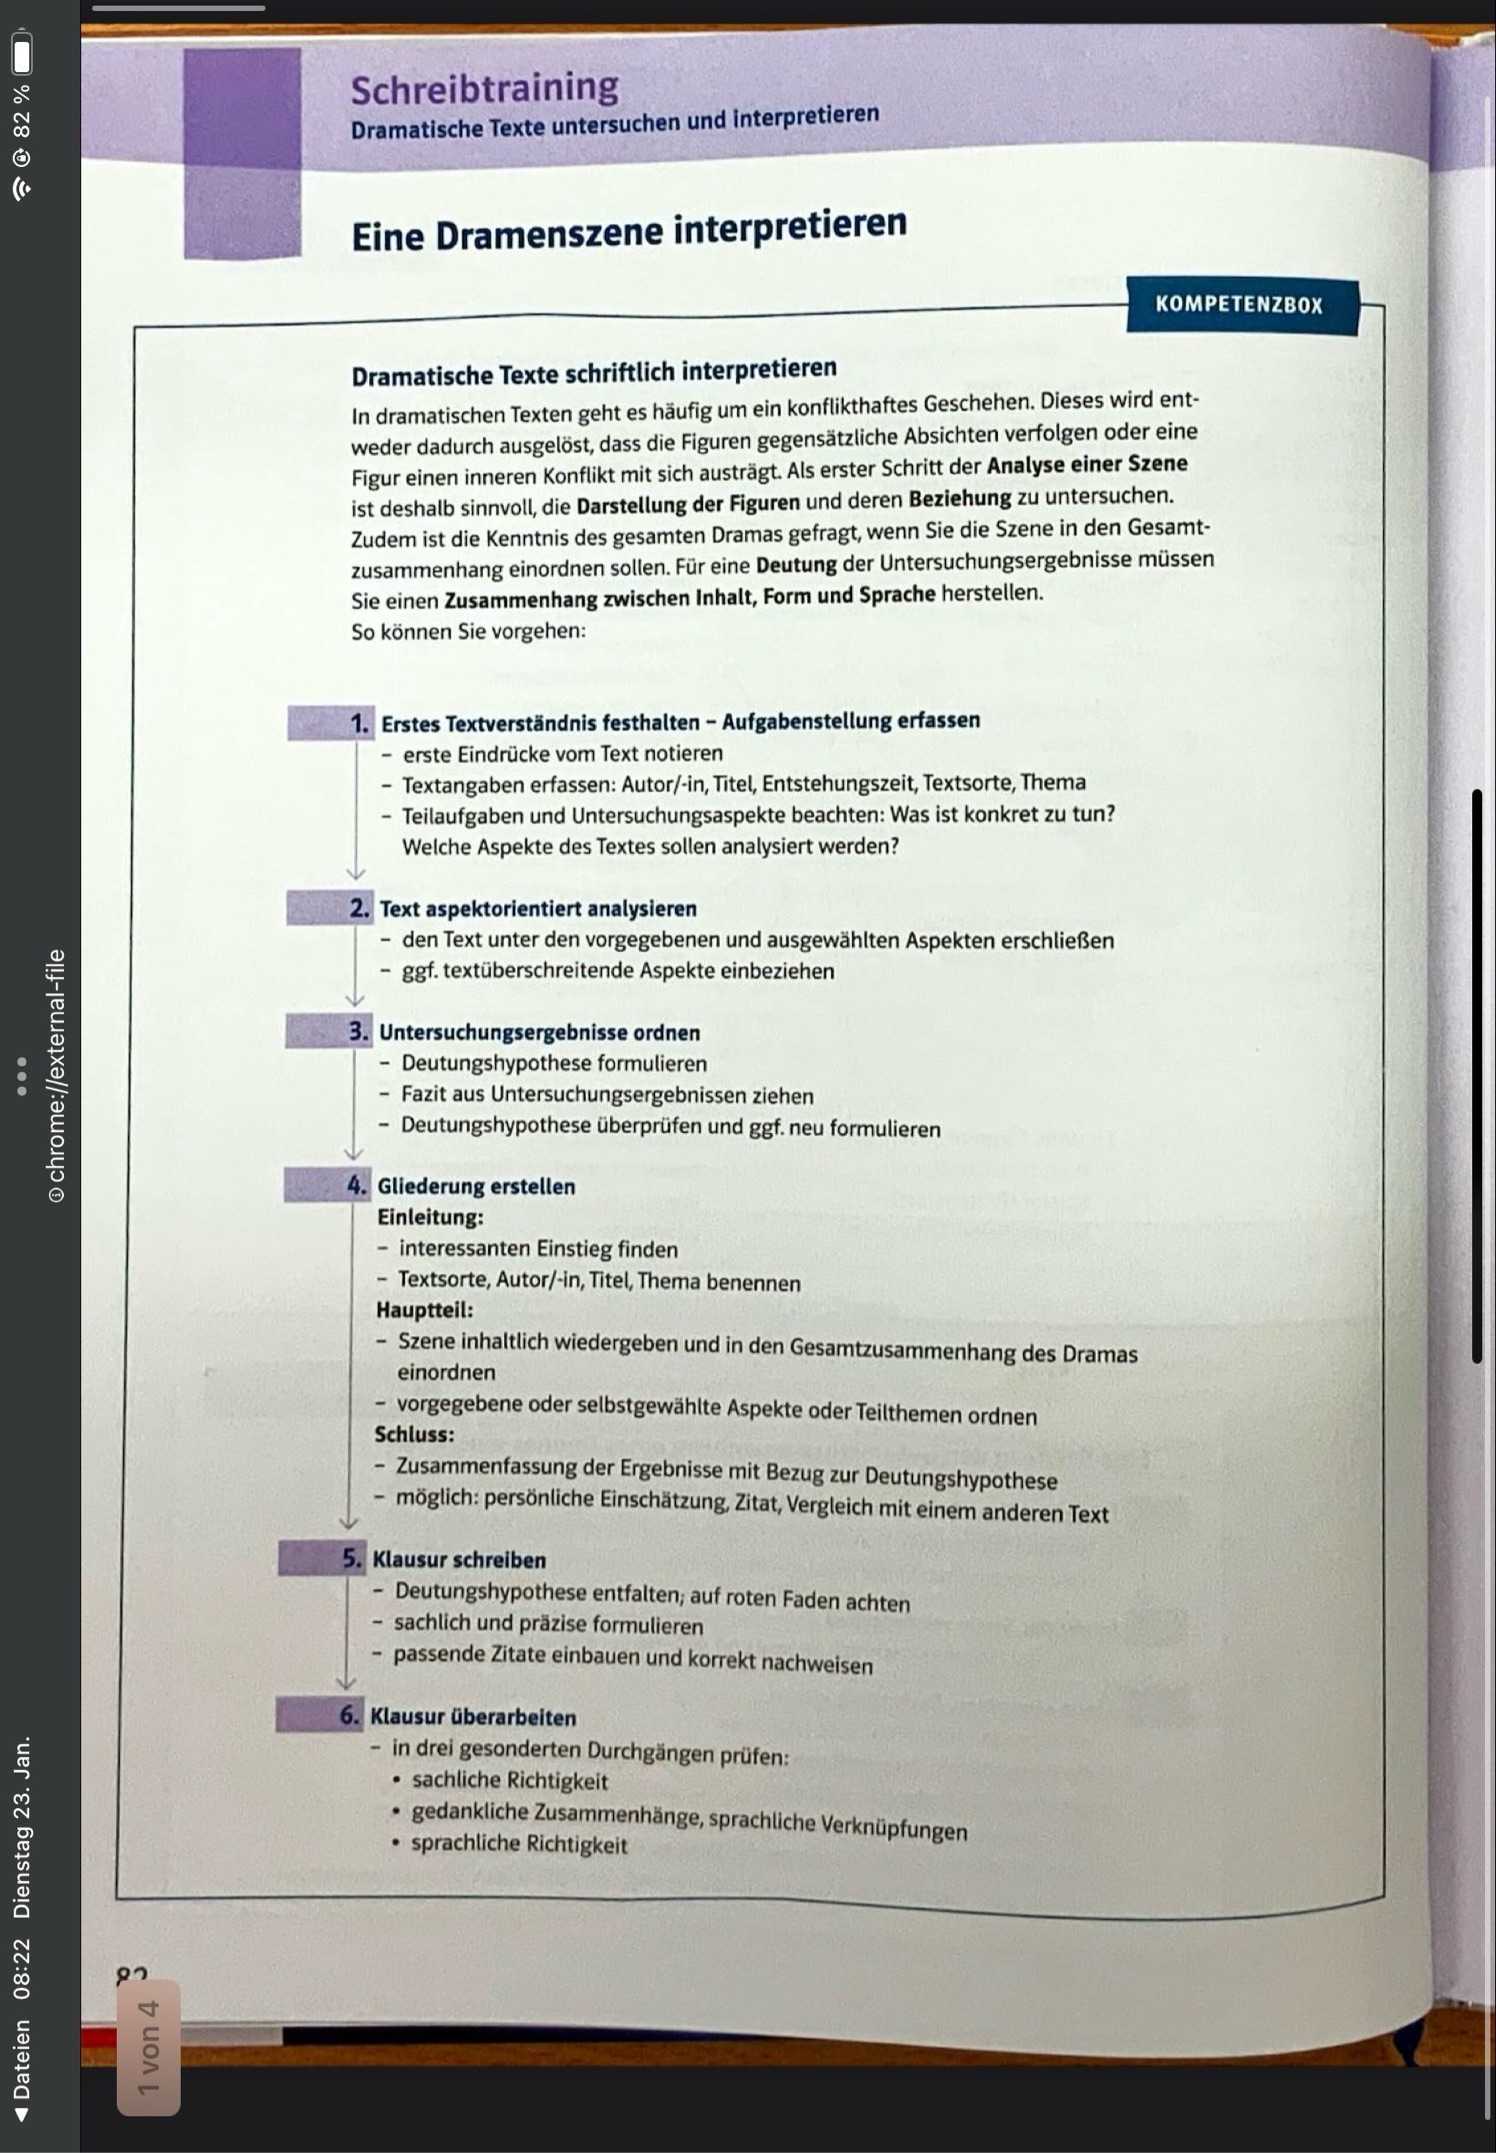 Schreibtraining
Dramatische Texte untersuchen und interpretieren
Eine Dramenszene interpretieren
KOMPETENZBOX
Dramatische Texte schriftlich interpretieren
In dramatischen Texten geht es häufig um ein konflikthaftes Geschehen. Dieses wird ent-
weder dadurch ausgelöst, dass die Figuren gegensätzliche Absichten verfolgen oder eine
Figur einen inneren Konflikt mit sich austrägt. Als erster Schritt der Analyse einer Szene
ist deshalb sinnvoll, die Darstellung der Figuren und deren Beziehung zu untersuchen.
Zudem ist die Kenntnis des gesamten Dramas gefragt, wenn Sie die Szene in den Gesamt-
zusammenhang einordnen sollen. Für eine Deutung der Untersuchungsergebnisse müssen
Sie einen Zusammenhang zwischen Inhalt, Form und Sprache herstellen.
So können Sie vorgehen:
1. Erstes Textverständnis festhalten – Aufgabenstellung erfassen
– erste Eindrücke vom Text notieren
– Textangaben erfassen: Autor/-in, Titel, Entstehungszeit, Textsorte, Thema
– Teilaufgaben und Untersuchungsaspekte beachten: Was ist konkret zu tun?
Welche Aspekte des Textes sollen analysiert werden?
2. Text aspektorientiert analysieren
– den Text unter den vorgegebenen und ausgewählten Aspekten erschließen
– ggf. textüberschreitende Aspekte einbeziehen
3. Untersuchungsergebnisse ordnen
– Deutungshypothese formulieren
– Fazit aus Untersuchungsergebnissen ziehen
– Deutungshypothese überprüfen und ggf. neu formulieren
4. Gliederung erstellen
Einleitung:
– interessanten Einstieg finden
– Textsorte, Autor/-in, Titel, Thema benennen
Hauptteil:
– Szene inhaltlich wiedergeben und in den Gesamtzusammenhang des Dramas
einordnen
– vorgegebene oder selbstgewählte Aspekte oder Teilthemen ordnen
Schluss:
– Zusammenfassung der Ergebnisse mit Bezug zur Deutungshypothese
– möglich: persönliche Einschätzung, Zitat, Vergleich mit einem anderen Text
5. Klausur schreiben
– Deutungshypothese entfalten; auf roten Faden achten
– sachlich und präzise formulieren
– passende Zitate einbauen und korrekt nachweisen
6. Klausur überarbeiten
– in drei gesonderten Durchgängen prüfen:
• sachliche Richtigkeit
• gedankliche Zusammenhänge, sprachliche Verknüpfungen
• sprachliche Richtigkeit
1 von 4
◀ Dateien 08:22 Dienstag 23. Jan.
chrome://external-file
82 %